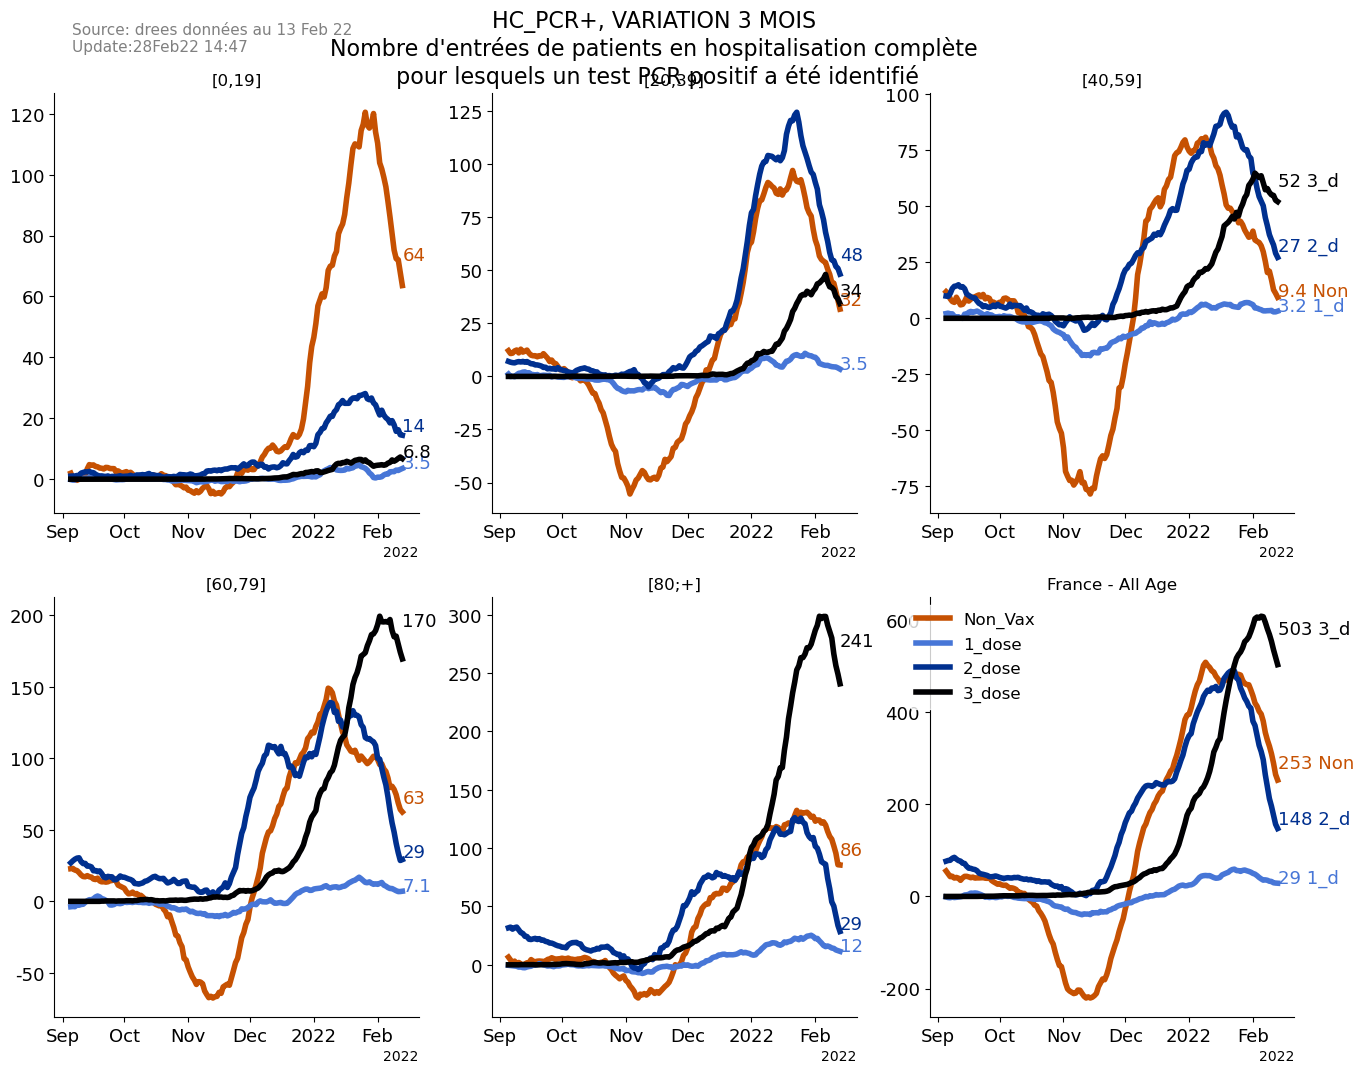 Source: drees données au 13 Feb 22
Update:28Feb22 14:47
HC_PCR+, VARIATION 3 MOIS
Nombre d'entrées de patients en hospitalisation complète
pour lesquels un test PCR positif a été identifié
[0,19]
120
100
80
60
40
20
0
64
14
6.8
3.5
Sep Oct Nov Dec 2022 Feb
2022
[20,39]
125
100
75
50
25
0
-25
-50
48
34
32
3.5
Sep Oct Nov Dec 2022 Feb
2022
[40,59]
100
75
50
25
0
-25
-50
-75
52 3_d
27 2_d
9.4 Non
3.2 1_d
Sep Oct Nov Dec 2022 Feb
2022
[60,79]
200
150
100
50
0
-50
170
63
29
7.1
Sep Oct Nov Dec 2022 Feb
2022
[80;+]
300
250
200
150
100
50
0
241
86
29
12
Sep Oct Nov Dec 2022 Feb
2022
France - All Age
600
400
200
0
-200
Non_Vax
1_dose
2_dose
3_dose
503 3_d
253 Non
148 2_d
29 1_d
Sep Oct Nov Dec 2022 Feb
2022